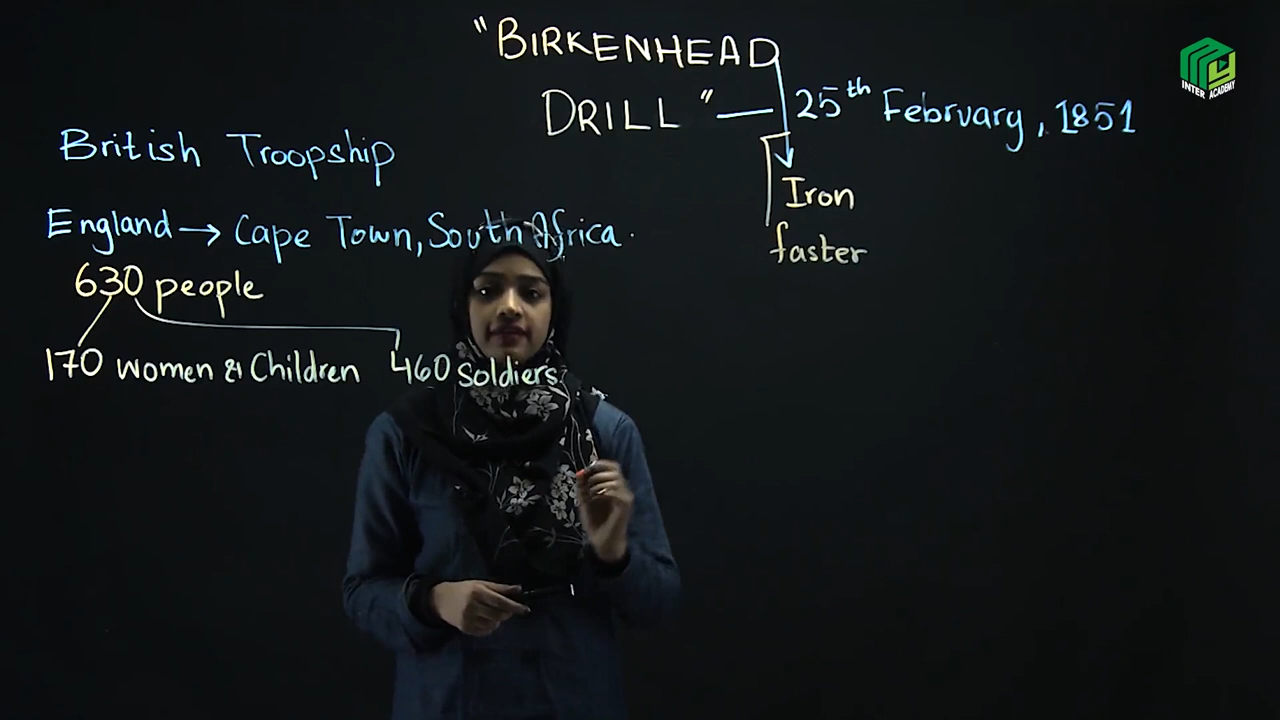 "BIRKENHEAD
DRILL" — 25th February, 1851
British Troopship
Iron
England → Cape Town, South Africa.
faster
630 people
170 women & Children 460 Soldiers
MY
INTER ACADEMY